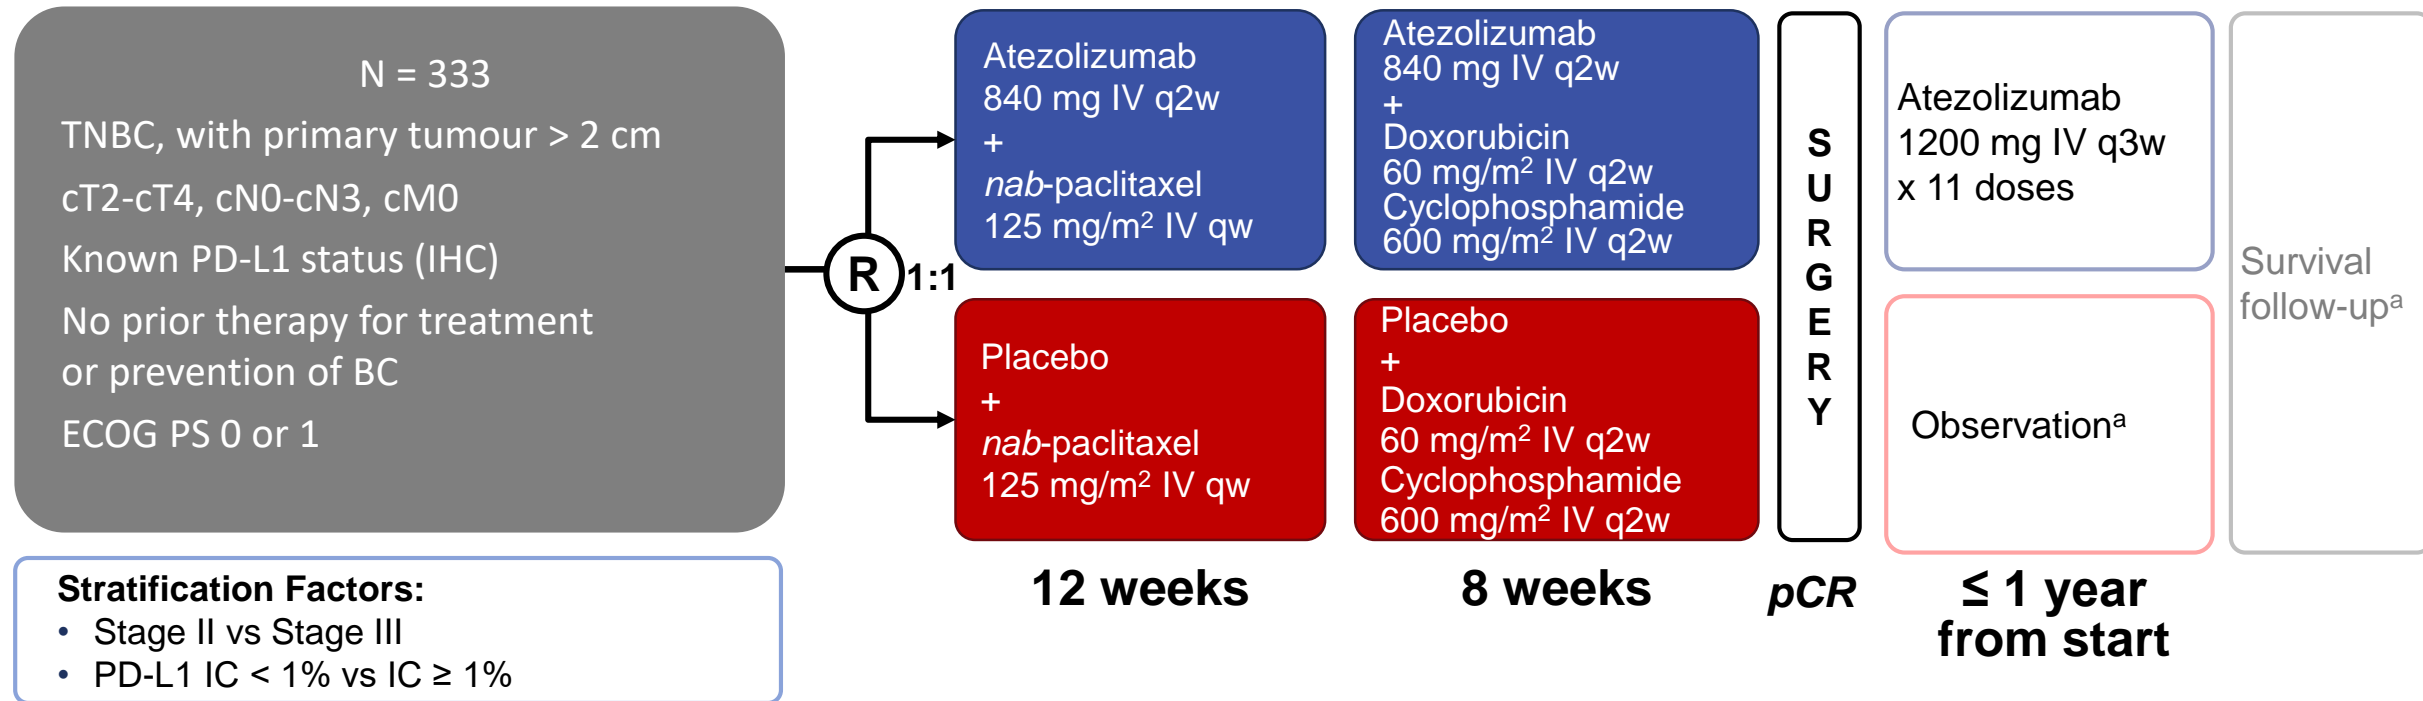 N = 333
TNBC, with primary tumour > 2 cm
cT2-cT4, cN0-cN3, cM0
Known PD-L1 status (IHC)
No prior therapy for treatment
or prevention of BC
ECOG PS 0 or 1
Stratification Factors:
• Stage II vs Stage III
• PD-L1 IC < 1% vs IC ≥ 1%
R 1:1
Atezolizumab
840 mg IV q2w
+
nab-paclitaxel
125 mg/m² IV qw
Placebo
+
nab-paclitaxel
125 mg/m² IV qw
12 weeks
Atezolizumab
840 mg IV q2w
+
Doxorubicin
60 mg/m² IV q2w
Cyclophosphamide
600 mg/m² IV q2w
Placebo
+
Doxorubicin
60 mg/m² IV q2w
Cyclophosphamide
600 mg/m² IV q2w
8 weeks
SURGERY
pCR
Atezolizumab
1200 mg IV q3w
x 11 doses
Observationᵃ
≤ 1 year
from start
Survival
follow-upᵃ